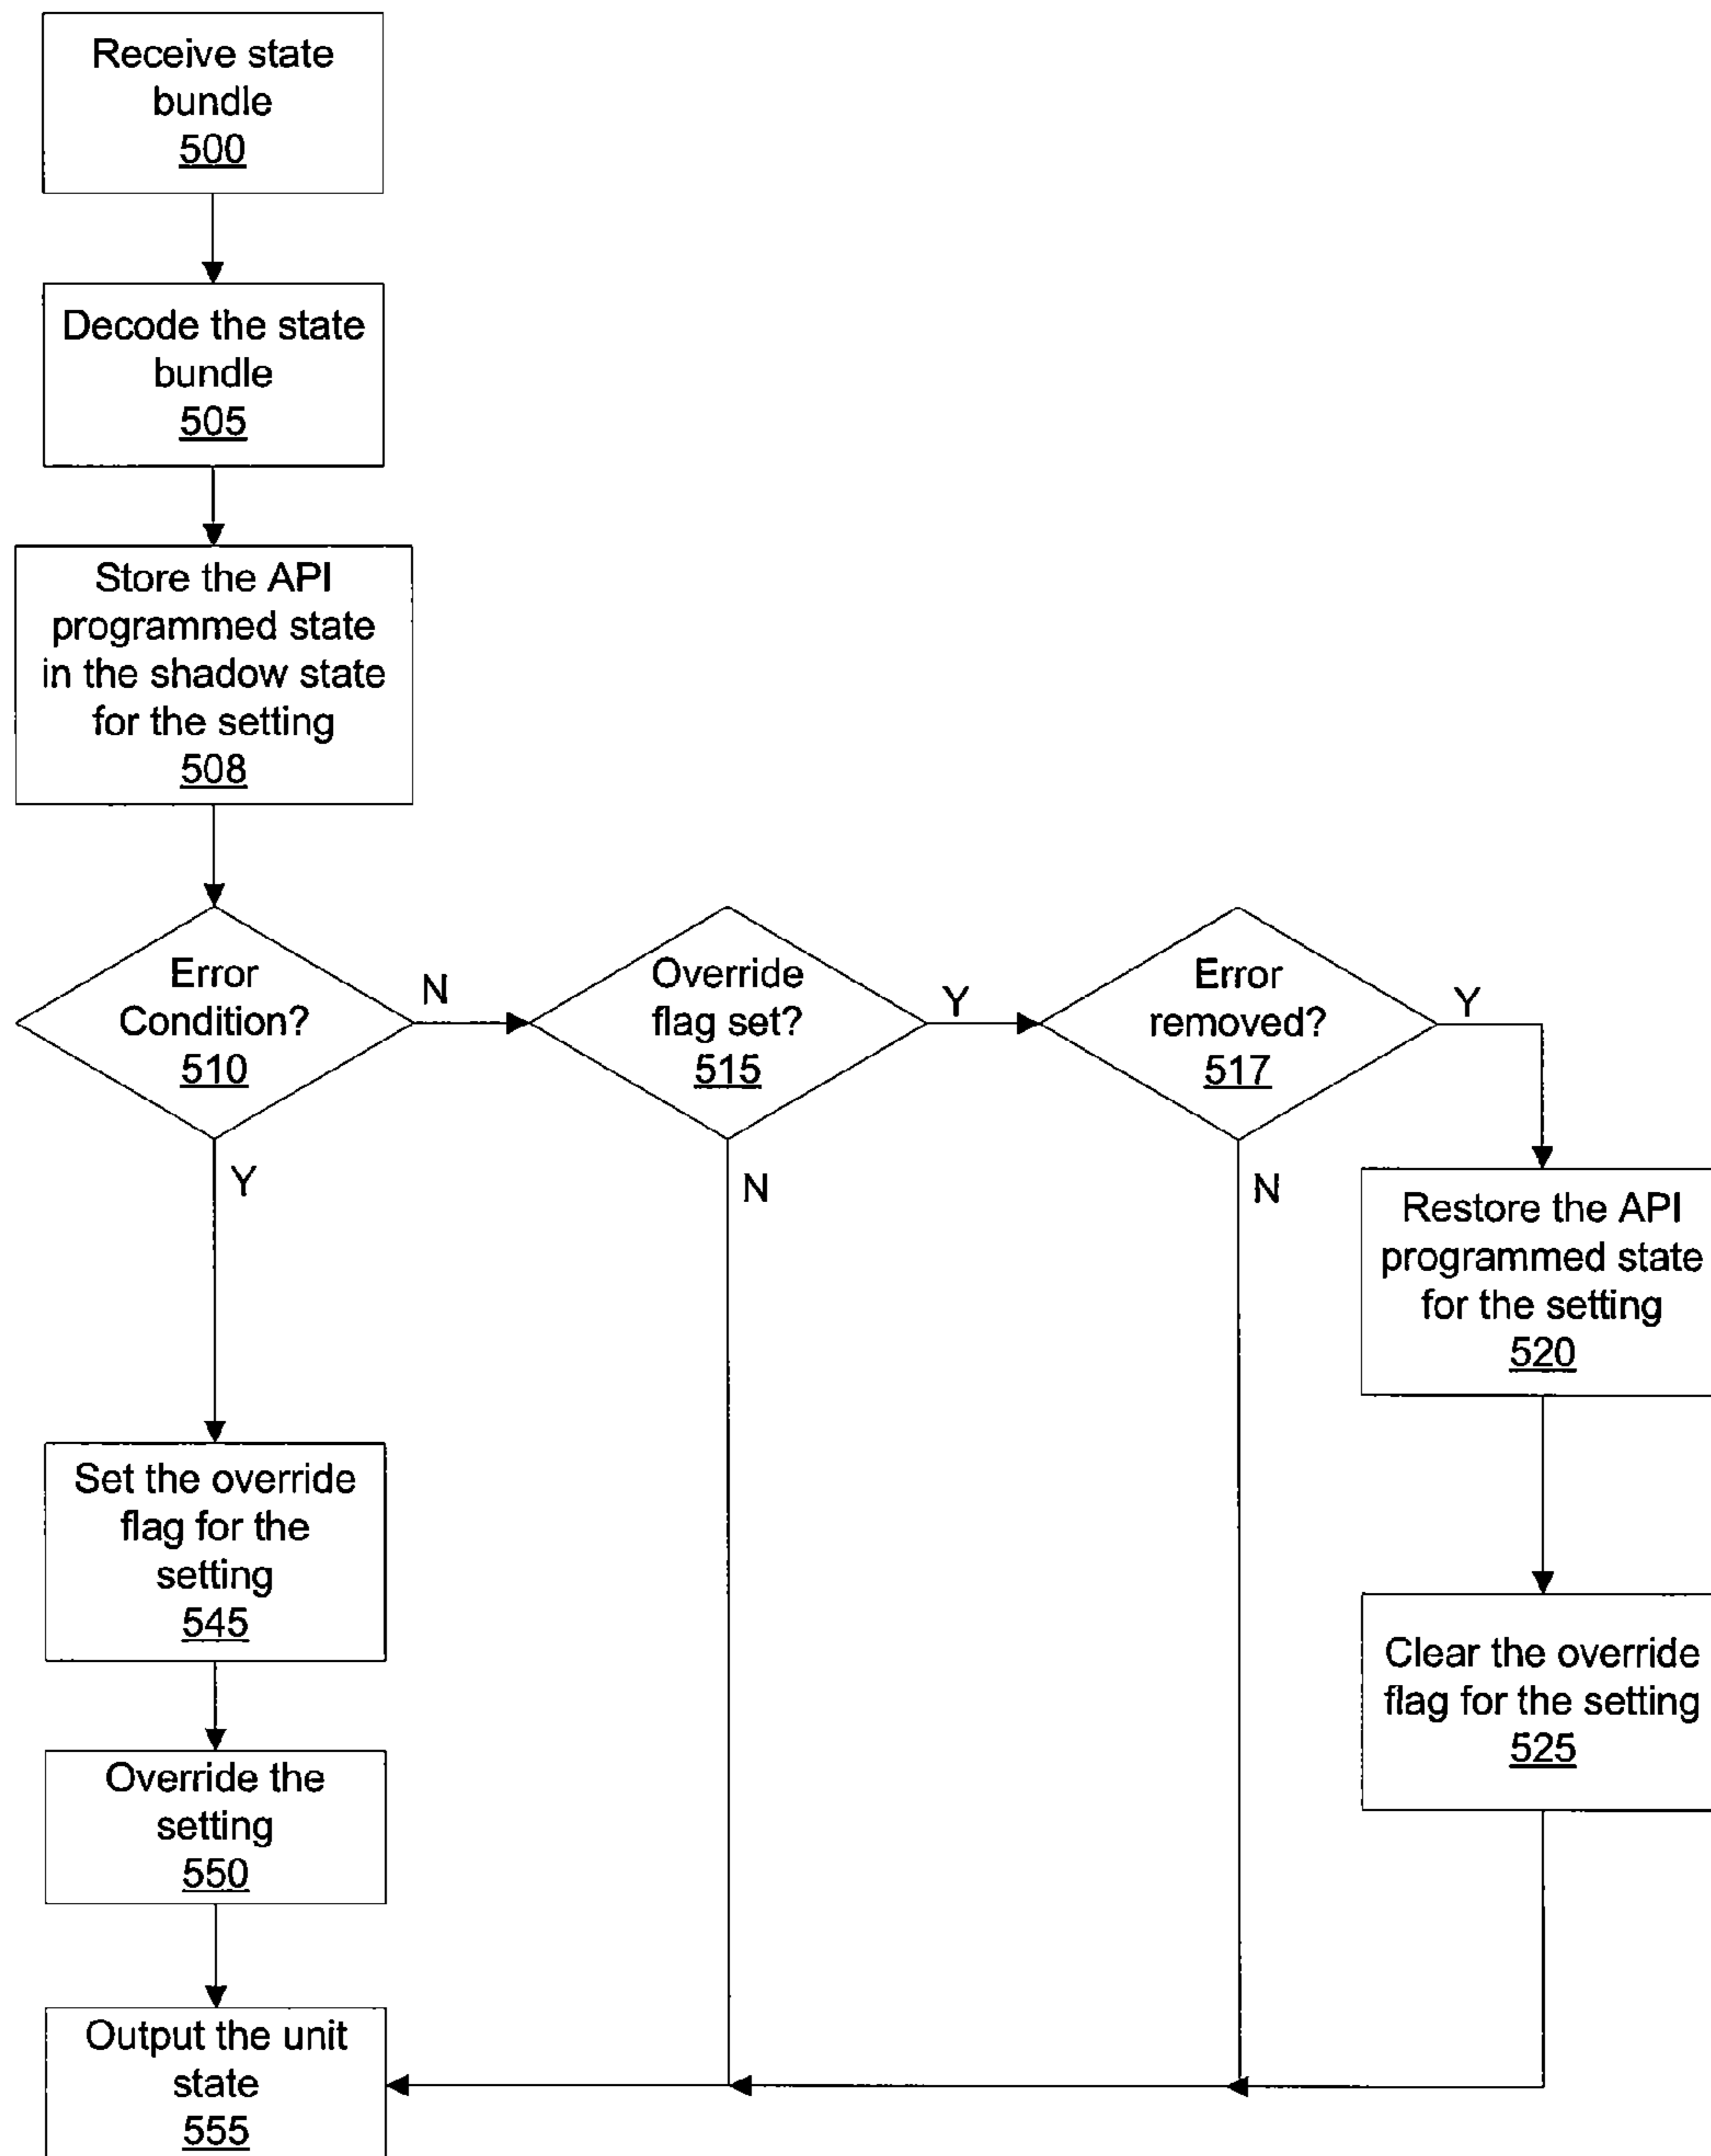 Receive state
bundle
500
Decode the state
bundle
505
Store the API
programmed state
in the shadow state
for the setting
508
Error
Condition?
510
N
Y
Override
flag set?
515
Y
N
Error
removed?
517
Y
N
Restore the API
programmed state
for the setting
520
Clear the override
flag for the setting
525
Set the override
flag for the
setting
545
Override the
setting
550
Output the unit
state
555